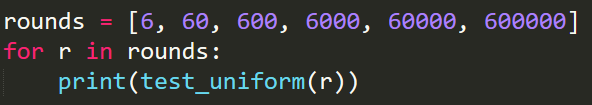 rounds = [6, 60, 600, 6000, 60000, 600000]
for r in rounds:
    print(test_uniform(r))